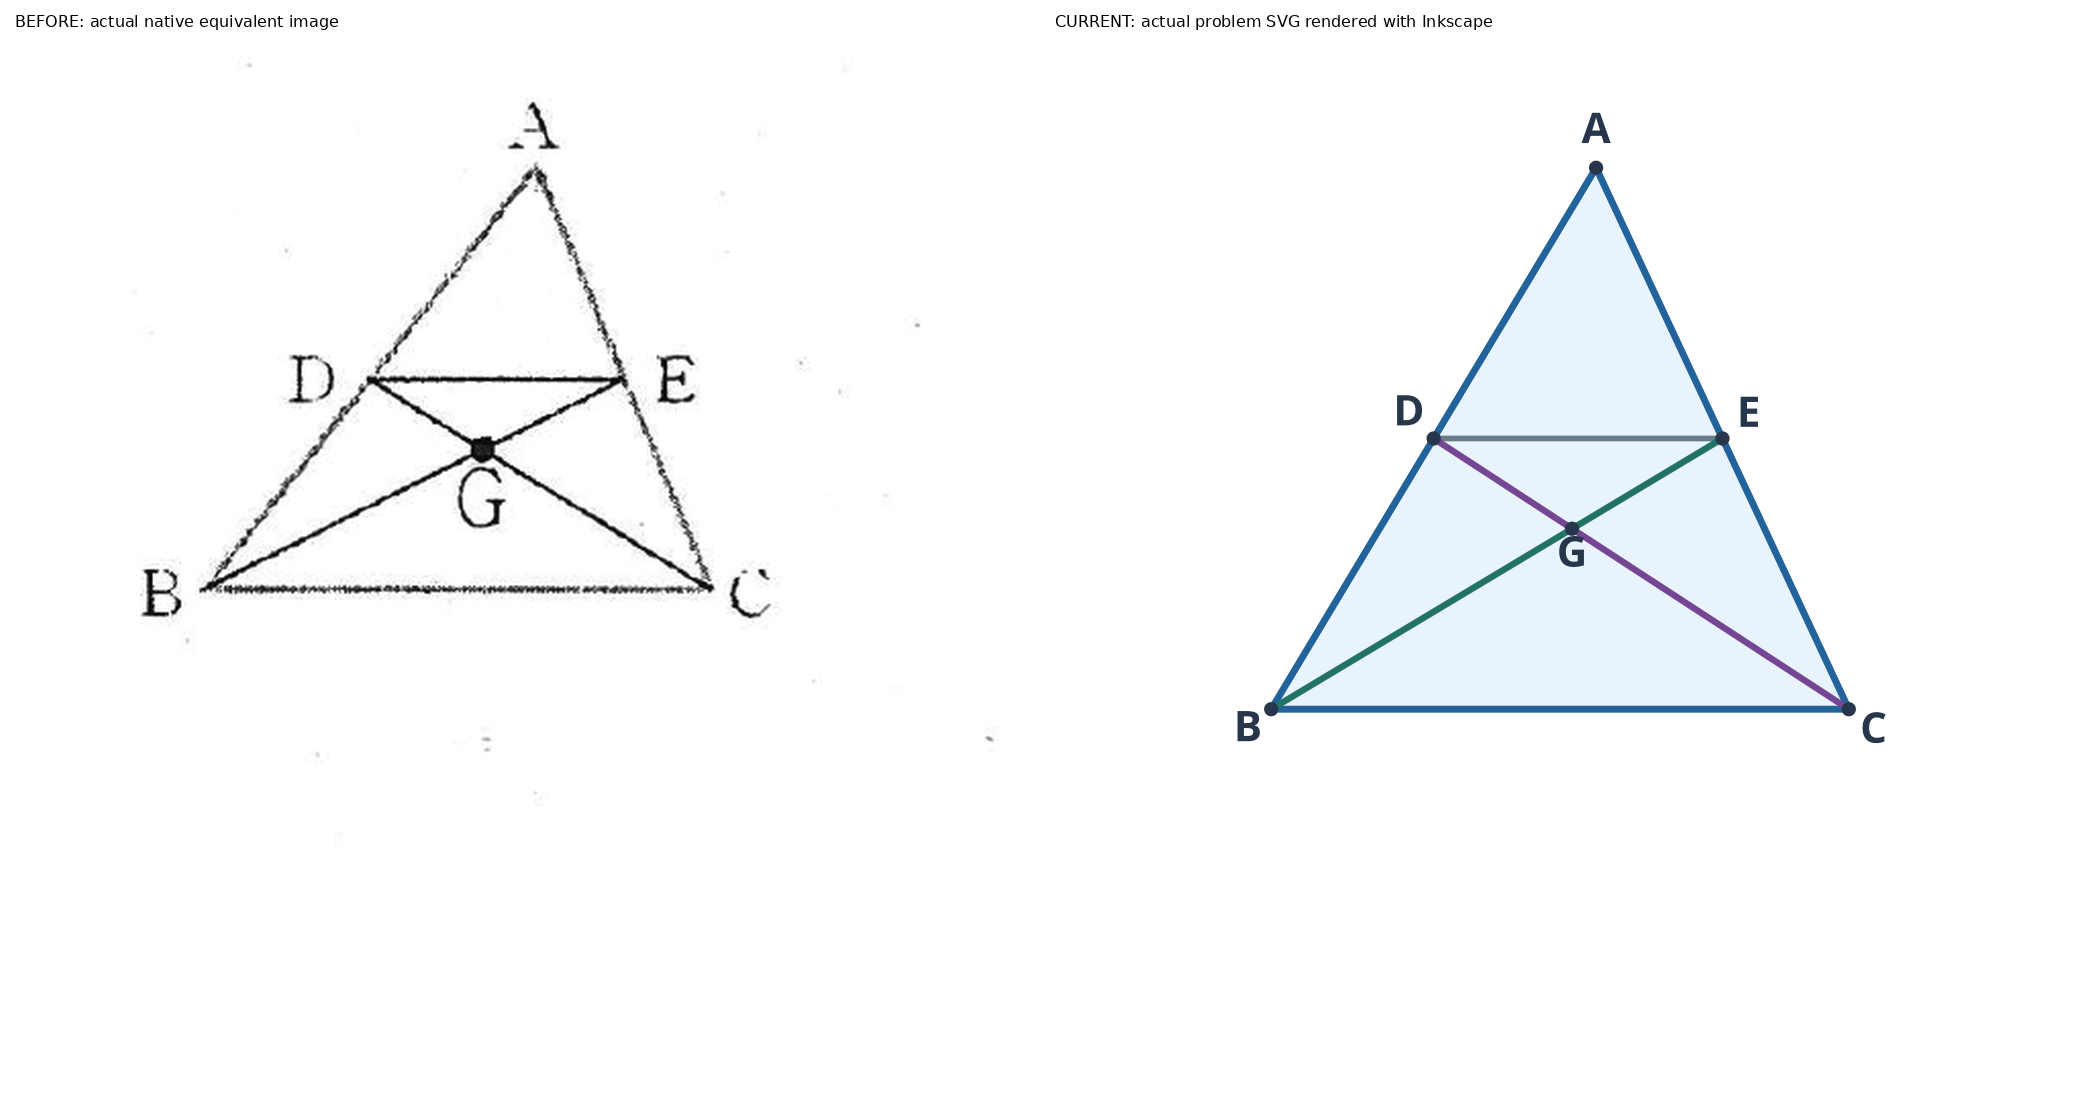 BEFORE: actual native equivalent image
CURRENT: actual problem SVG rendered with Inkscape
A
D
E
G
B
C
A
D
E
G
B
C